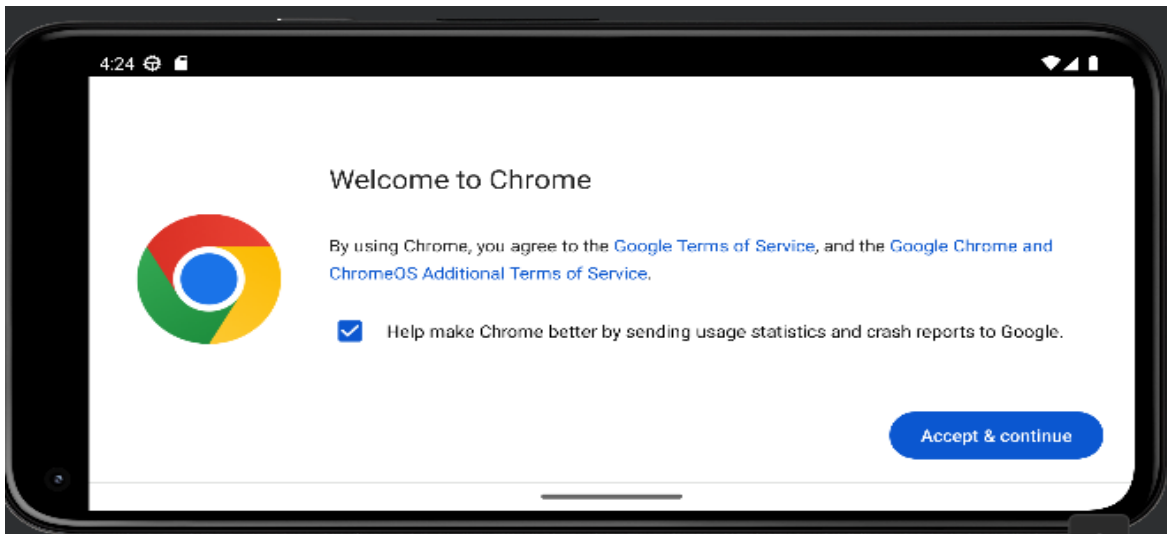 4:24
Welcome to Chrome
By using Chrome, you agree to the Google Terms of Service, and the Google Chrome and
ChromeOS Additional Terms of Service.
Help make Chrome better by sending usage statistics and crash reports to Google.
Accept & continue